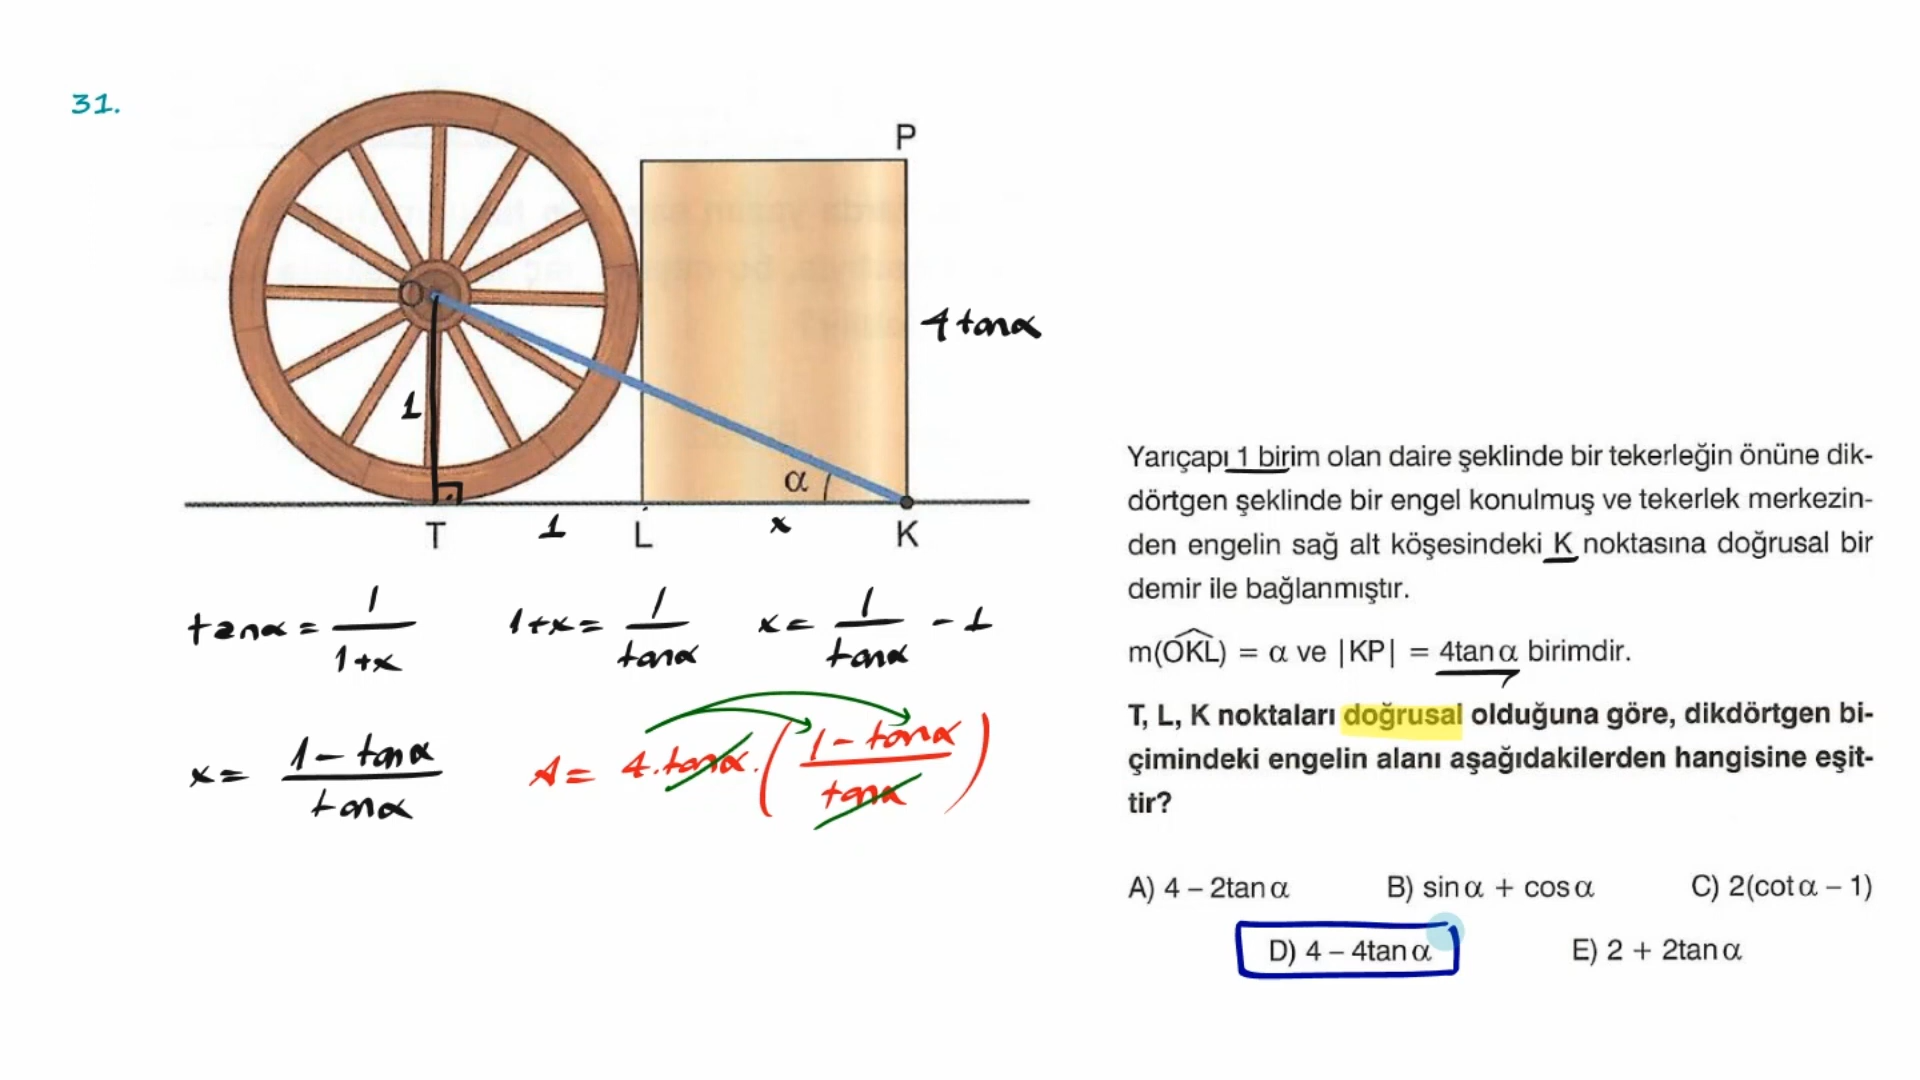 31.
P
O
4tanα
1
α
T 1 L x K
tanα = 1/(1+x) 1+x = 1/tanα x = 1/tanα - 1
x = (1 - tanα)/tanα A = 4.tanα.((1 - tanα)/tanα)
Yarıçapı 1 birim olan daire şeklinde bir tekerleğin önüne dik-
dörtgen şeklinde bir engel konulmuş ve tekerlek merkezin-
den engelin sağ alt köşesindeki K noktasına doğrusal bir
demir ile bağlanmıştır.
m(OKL) = α ve |KP| = 4tanα birimdir.
T, L, K noktaları doğrusal olduğuna göre, dikdörtgen bi-
çimindeki engelin alanı aşağıdakilerden hangisine eşit-
tir?
A) 4 – 2tanα B) sinα + cosα C) 2(cotα – 1)
D) 4 – 4tanα E) 2 + 2tanα